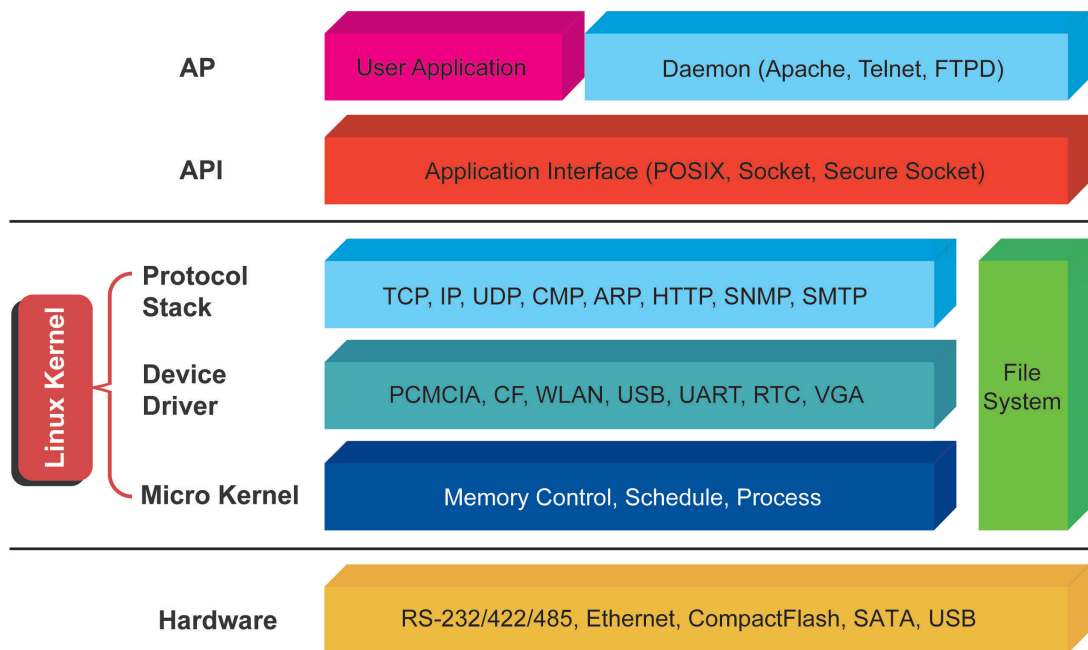 AP
User Application
Daemon (Apache, Telnet, FTPD)
API
Application Interface (POSIX, Socket, Secure Socket)
Linux Kernel
Protocol
Stack
TCP, IP, UDP, CMP, ARP, HTTP, SNMP, SMTP
Device
Driver
PCMCIA, CF, WLAN, USB, UART, RTC, VGA
Micro Kernel
Memory Control, Schedule, Process
File
System
Hardware
RS-232/422/485, Ethernet, CompactFlash, SATA, USB